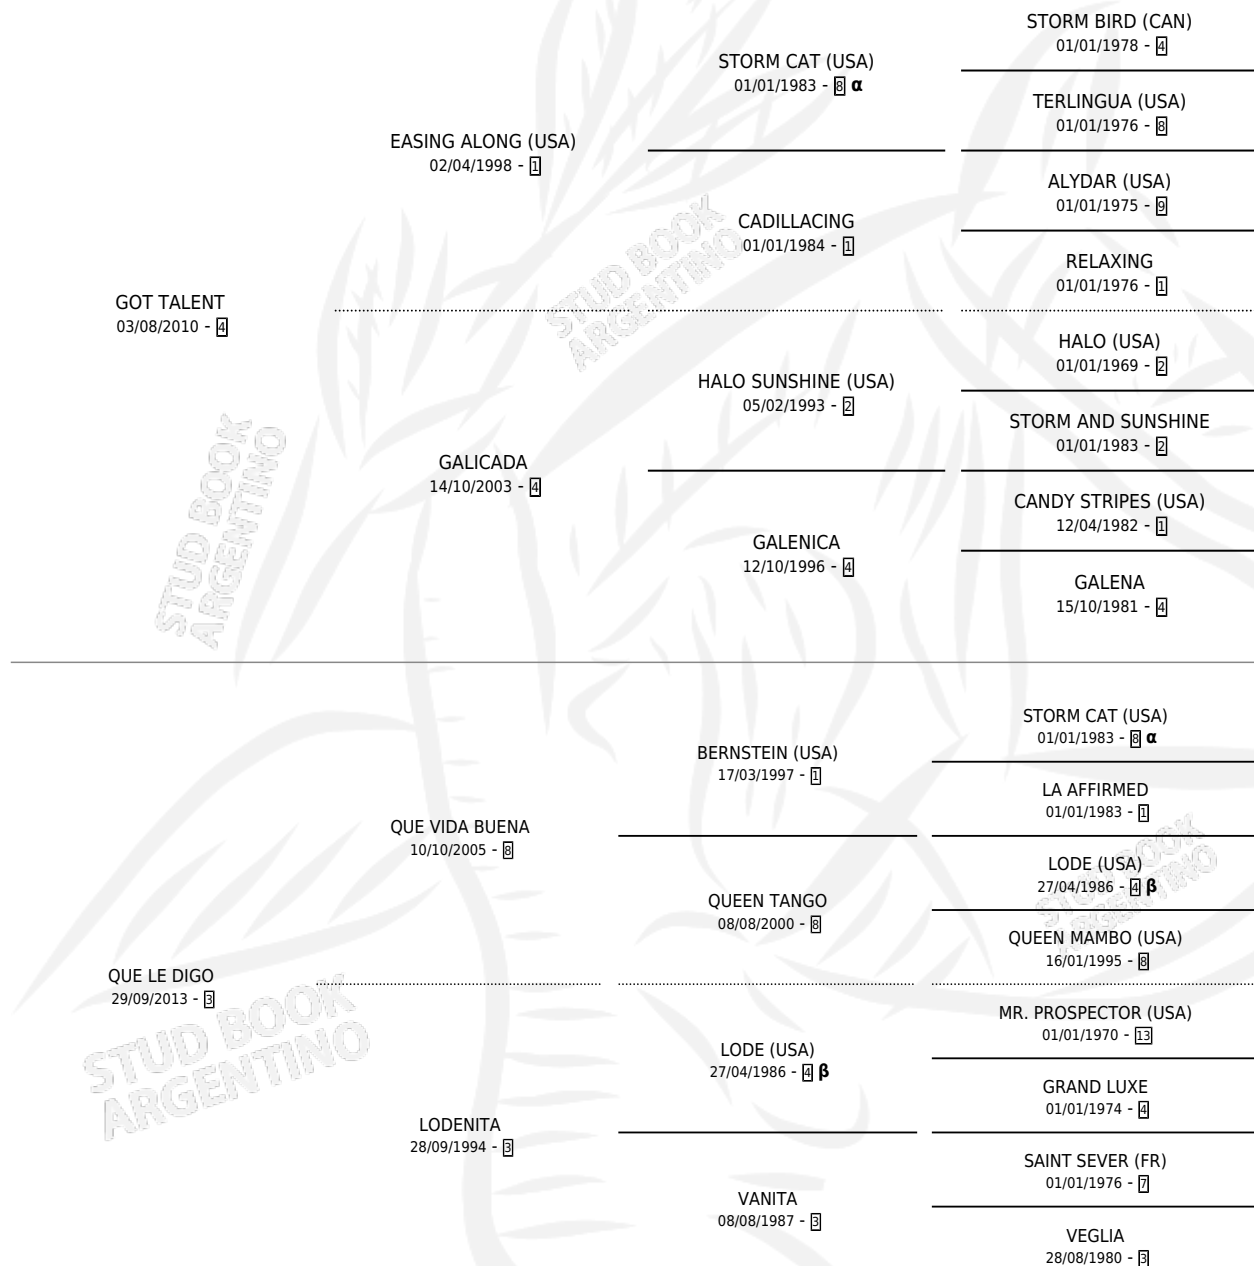 STORM BIRD (CAN)
01/01/1978 - 4
STORM CAT (USA)
01/01/1983 - 8 α
TERLINGUA (USA)
01/01/1976 - 8
EASING ALONG (USA)
02/04/1998 - 1
ALYDAR (USA)
01/01/1975 - 9
CADILLACING
01/01/1984 - 1
RELAXING
01/01/1976 - 1
GOT TALENT
03/08/2010 - 4
HALO (USA)
01/01/1969 - 2
HALO SUNSHINE (USA)
05/02/1993 - 2
STORM AND SUNSHINE
01/01/1983 - 2
GALICADA
14/10/2003 - 4
CANDY STRIPES (USA)
12/04/1982 - 1
GALENICA
12/10/1996 - 4
GALENA
15/10/1981 - 4
STORM CAT (USA)
01/01/1983 - 8 α
BERNSTEIN (USA)
17/03/1997 - 1
LA AFFIRMED
01/01/1983 - 1
QUE VIDA BUENA
10/10/2005 - 8
LODE (USA)
27/04/1986 - 4 β
QUEEN TANGO
08/08/2000 - 8
QUEEN MAMBO (USA)
16/01/1995 - 8
QUE LE DIGO
29/09/2013 - 3
MR. PROSPECTOR (USA)
01/01/1970 - 13
LODE (USA)
27/04/1986 - 4 β
GRAND LUXE
01/01/1974 - 4
LODENITA
28/09/1994 - 3
SAINT SEVER (FR)
01/01/1976 - 7
VANITA
08/08/1987 - 3
VEGLIA
28/08/1980 - 3
STUD BOOK
ARGENTINO
STUD BOOK
ARGENTINO
STUD BOOK
ARGENTINO
STUD BOOK
ARGENTINO